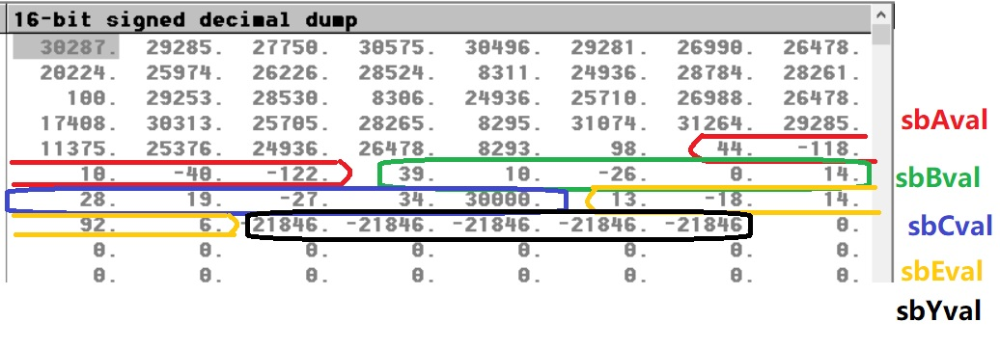 16-bit signed decimal dump
30287. 29285. 27750. 30575. 30496. 29281. 26990. 26478.
20224. 25974. 26226. 28524. 8311. 24936. 28784. 28261.
100. 29253. 28530. 8306. 24936. 25710. 26988. 26478.
17408. 30313. 25705. 28265. 8295. 31074. 31264. 29285.
11375. 25376. 24936. 26478. 8293. 98. 44. -118.
10. -40. -122. 39. 10. -26. 0. 14.
28. 19. -27. 34. 30000. 13. -18. 14.
92. 6. -21846. -21846. -21846. -21846. -21846 0.
0. 0. 0. 0. 0. 0. 0. 0.
0. 0. 0. 0. 0. 0. 0. 0.
sbAval
sbBval
sbCval
sbEval
sbYval